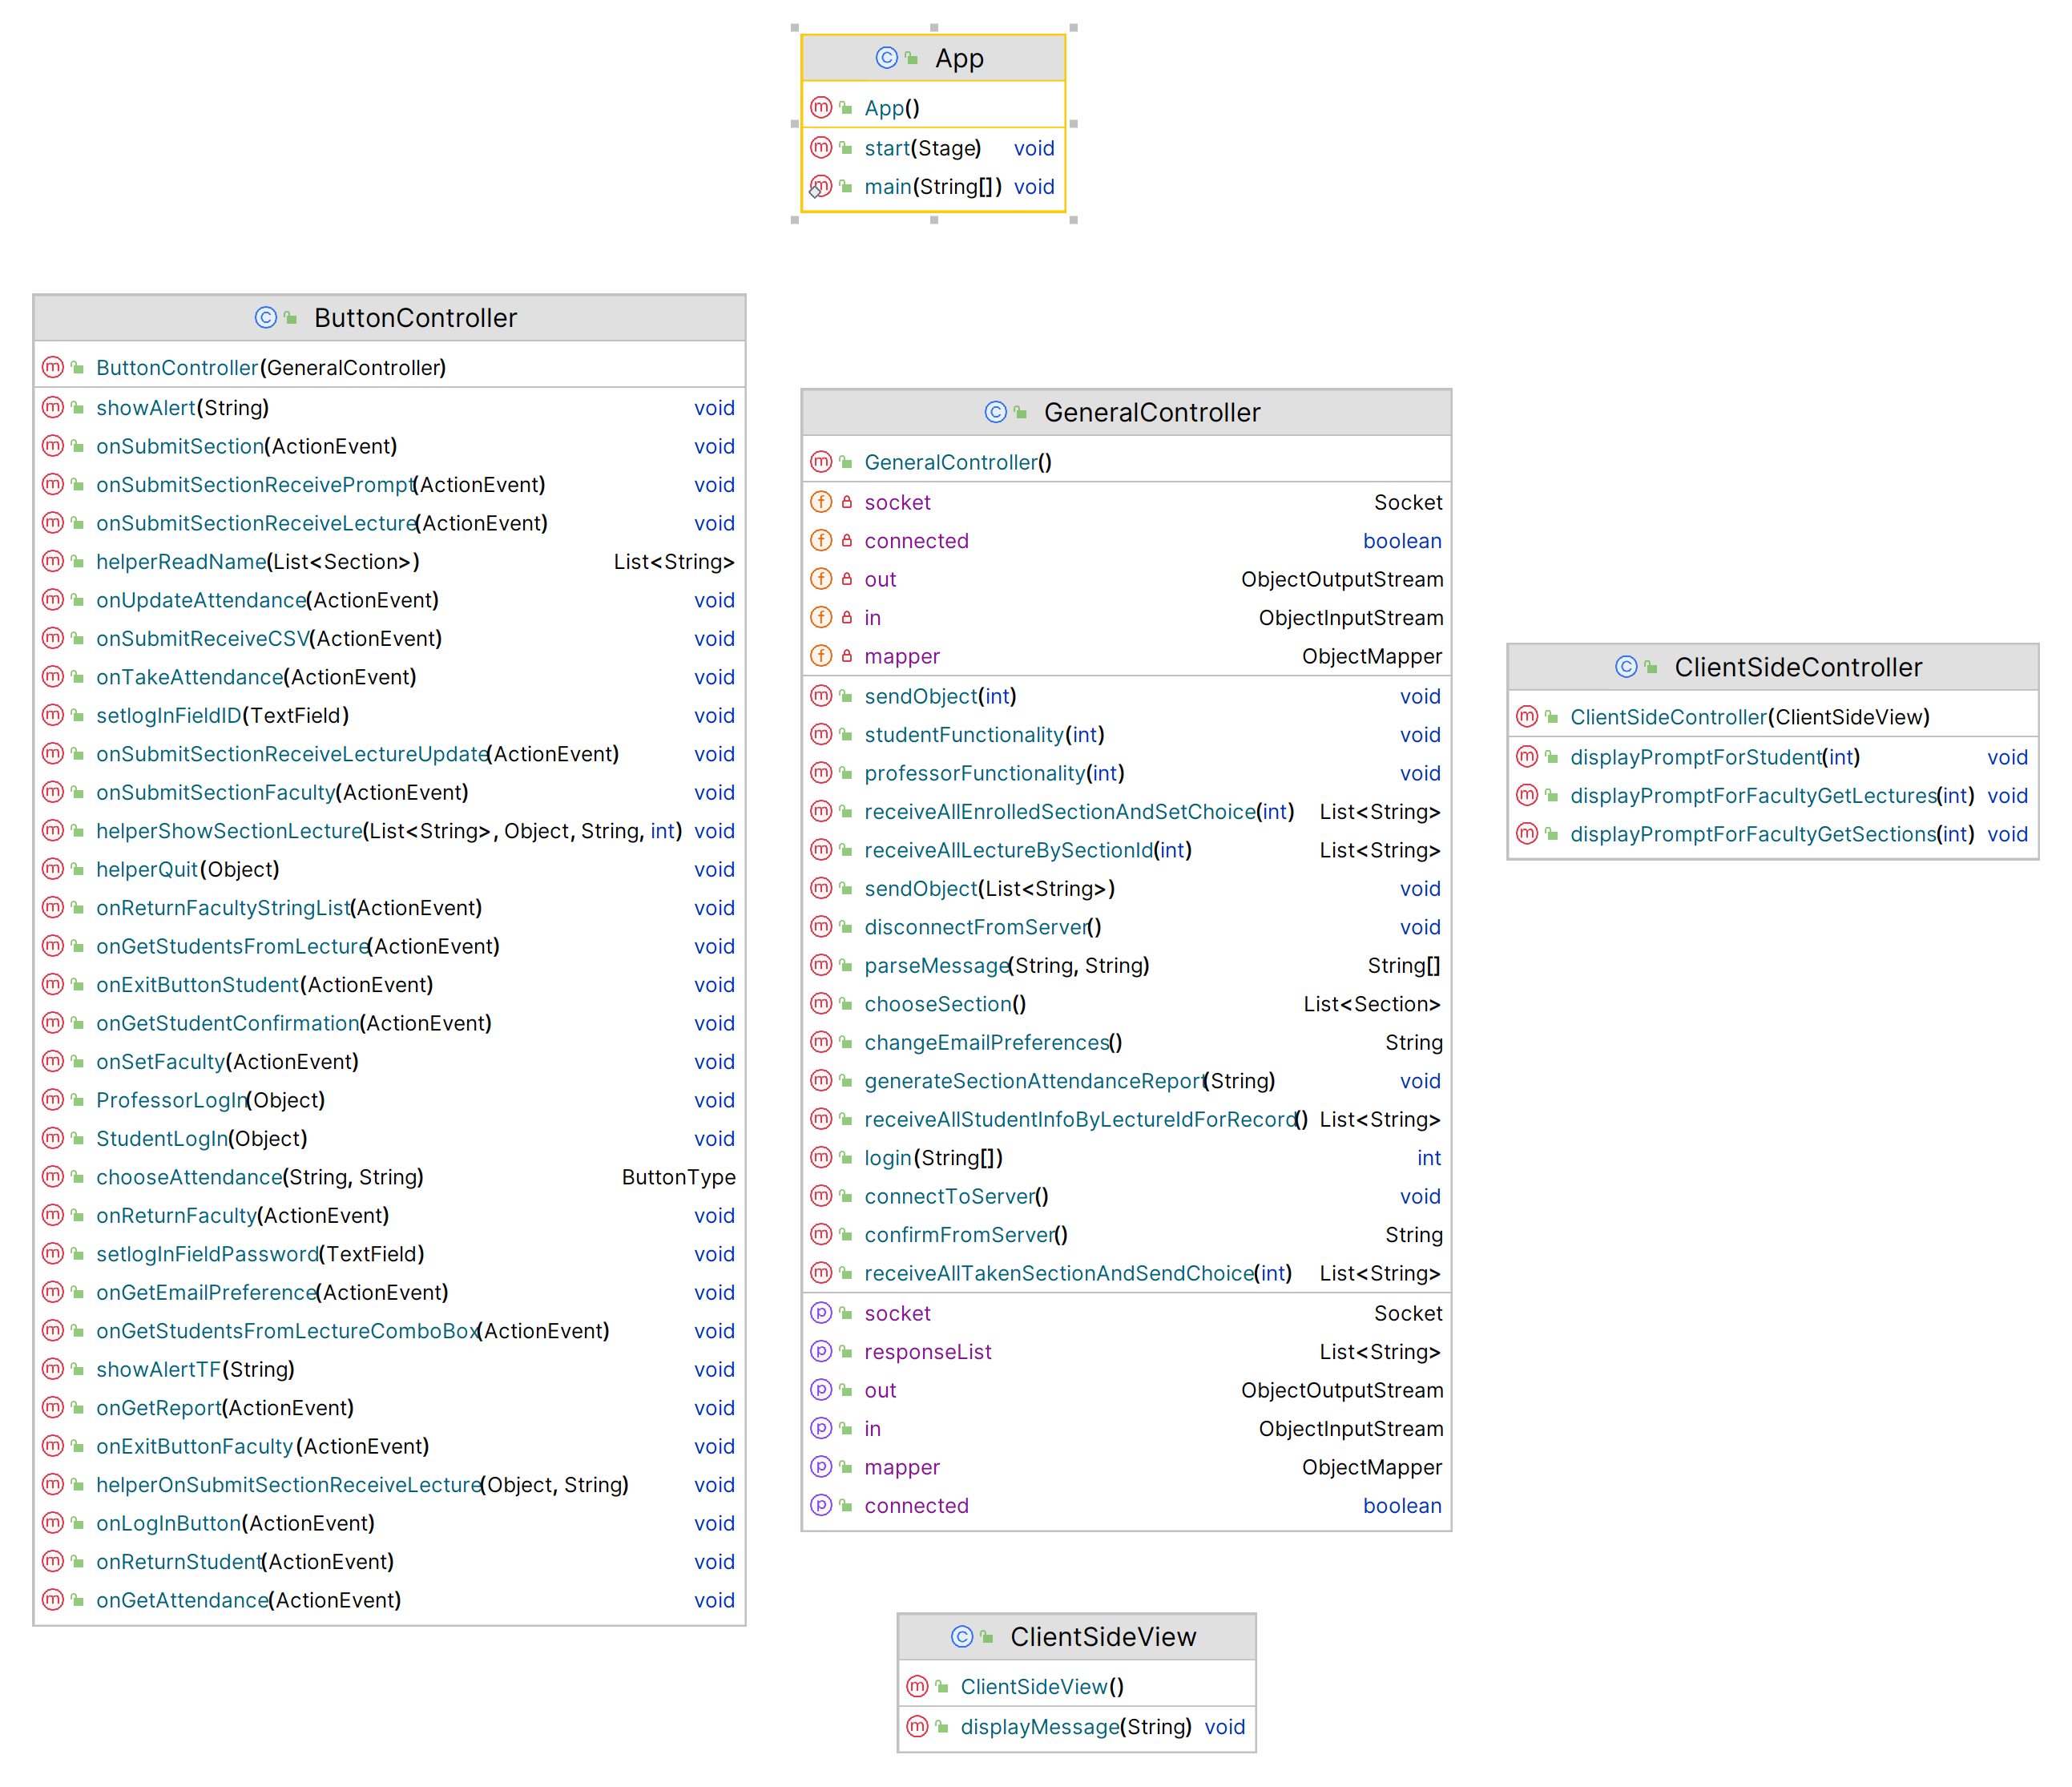 App
App()
start(Stage) void
main(String[]) void
ButtonController
ButtonController(GeneralController)
showAlert(String) void
onSubmitSection(ActionEvent) void
onSubmitSectionReceivePrompt(ActionEvent) void
onSubmitSectionReceiveLecture(ActionEvent) void
helperReadName(List<Section>) List<String>
onUpdateAttendance(ActionEvent) void
onSubmitReceiveCSV(ActionEvent) void
onTakeAttendance(ActionEvent) void
setlogInFieldID(TextField) void
onSubmitSectionReceiveLectureUpdate(ActionEvent) void
onSubmitSectionFaculty(ActionEvent) void
helperShowSectionLecture(List<String>, Object, String, int) void
helperQuit(Object) void
onReturnFacultyStringList(ActionEvent) void
onGetStudentsFromLecture(ActionEvent) void
onExitButtonStudent(ActionEvent) void
onGetStudentConfirmation(ActionEvent) void
onSetFaculty(ActionEvent) void
ProfessorLogIn(Object) void
StudentLogIn(Object) void
chooseAttendance(String, String) ButtonType
onReturnFaculty(ActionEvent) void
setlogInFieldPassword(TextField) void
onGetEmailPreference(ActionEvent) void
onGetStudentsFromLectureComboBox(ActionEvent) void
showAlertTF(String) void
onGetReport(ActionEvent) void
onExitButtonFaculty(ActionEvent) void
helperOnSubmitSectionReceiveLecture(Object, String) void
onLogInButton(ActionEvent) void
onReturnStudent(ActionEvent) void
onGetAttendance(ActionEvent) void
GeneralController
GeneralController()
socket Socket
connected boolean
out ObjectOutputStream
in ObjectInputStream
mapper ObjectMapper
sendObject(int) void
studentFunctionality(int) void
professorFunctionality(int) void
receiveAllEnrolledSectionAndSetChoice(int) List<String>
receiveAllLectureBySectionId(int) List<String>
sendObject(List<String>) void
disconnectFromServer() void
parseMessage(String, String) String[]
chooseSection() List<Section>
changeEmailPreferences() String
generateSectionAttendanceReport(String) void
receiveAllStudentInfoByLectureIdForRecord() List<String>
login(String[]) int
connectToServer() void
confirmFromServer() String
receiveAllTakenSectionAndSendChoice(int) List<String>
socket Socket
responseList List<String>
out ObjectOutputStream
in ObjectInputStream
mapper ObjectMapper
connected boolean
ClientSideController
ClientSideController(ClientSideView)
displayPromptForStudent(int) void
displayPromptForFacultyGetLectures(int) void
displayPromptForFacultyGetSections(int) void
ClientSideView
ClientSideView()
displayMessage(String) void